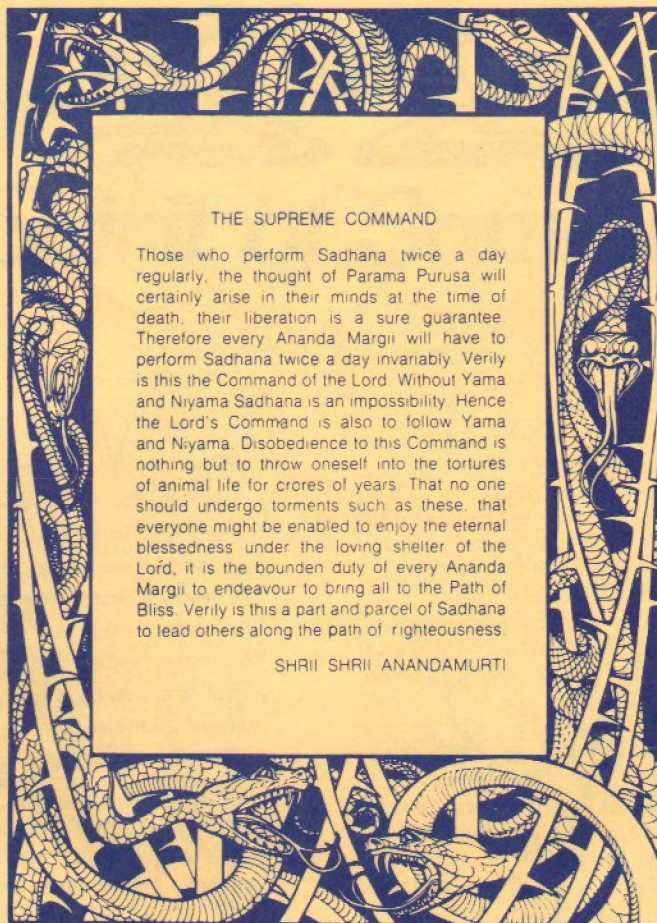 THE SUPREME COMMAND
Those who perform Sadhana twice a day
regularly, the thought of Parama Purusa will
certainly arise in their minds at the time of
death, their liberation is a sure guarantee.
Therefore every Ananda Margii will have to
perform Sadhana twice a day invariably. Verily
is this the Command of the Lord. Without Yama
and Niyama Sadhana is an impossibility. Hence
the Lord's Command is also to follow Yama
and Niyama. Disobedience to this Command is
nothing but to throw oneself into the tortures
of animal life for crores of years. That no one
should undergo torments such as these, that
everyone might be enabled to enjoy the eternal
blessedness under the loving shelter of the
Lord, it is the bounden duty of every Ananda
Margii to endeavour to bring all to the Path of
Bliss. Verily is this a part and parcel of Sadhana
to lead others along the path of righteousness.
SHRII SHRII ANANDAMURTI